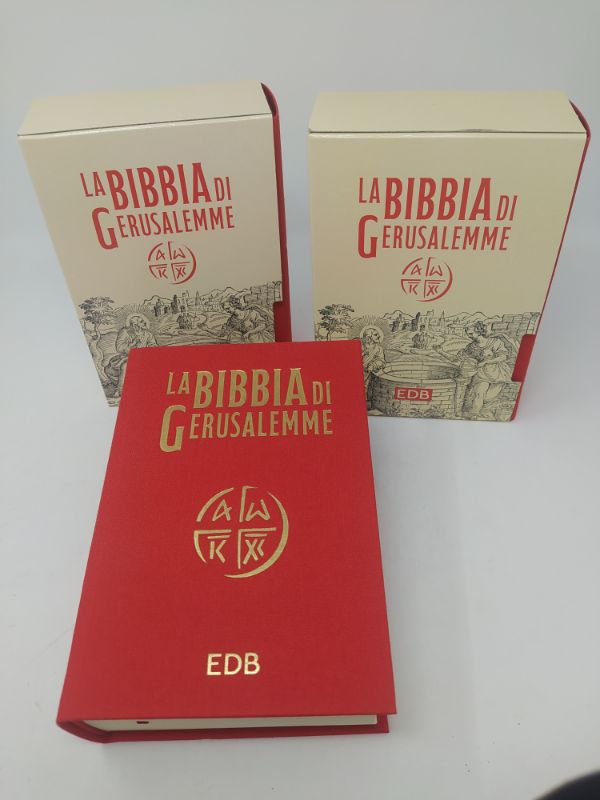 LA BIBBIA DI
GERUSALEMME
A W
K X
LA BIBBIA DI
GERUSALEMME
A W
K X
EDB
LA BIBBIA DI
GERUSALEMME
A W
K X
EDB